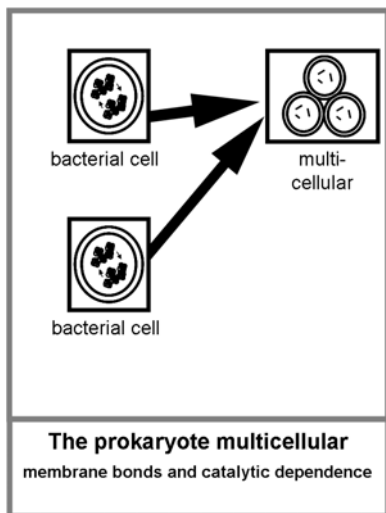 bacterial cell
multi-
cellular
bacterial cell
The prokaryote multicellular
membrane bonds and catalytic dependence